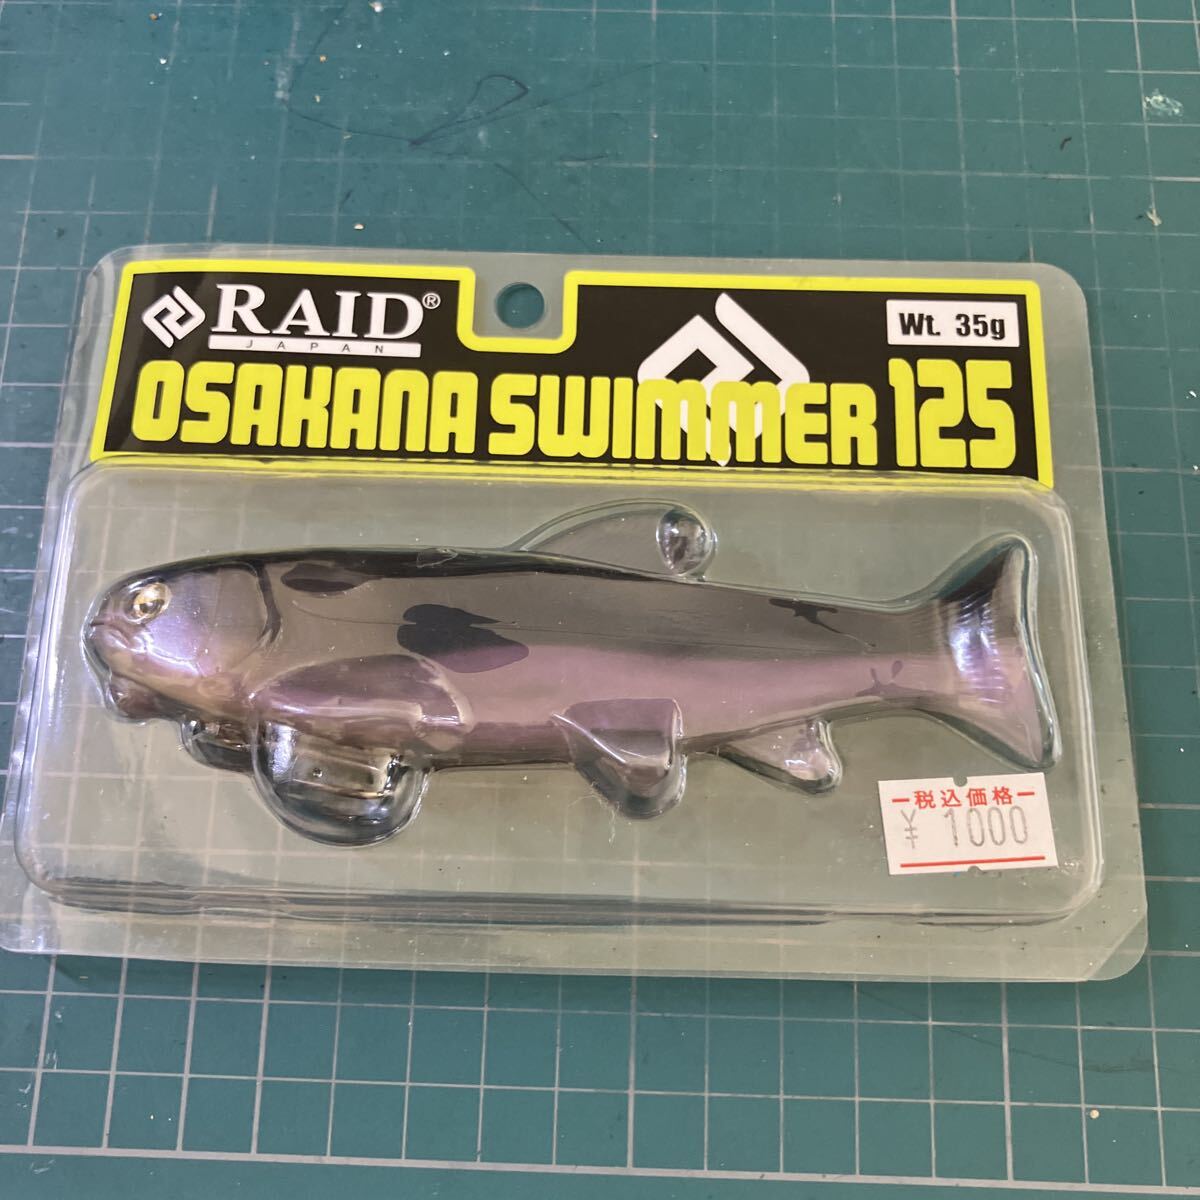 RAID®
JAPAN
Wt. 35g
OSAKANA SWIMMER 125
税込価格
¥ 1000